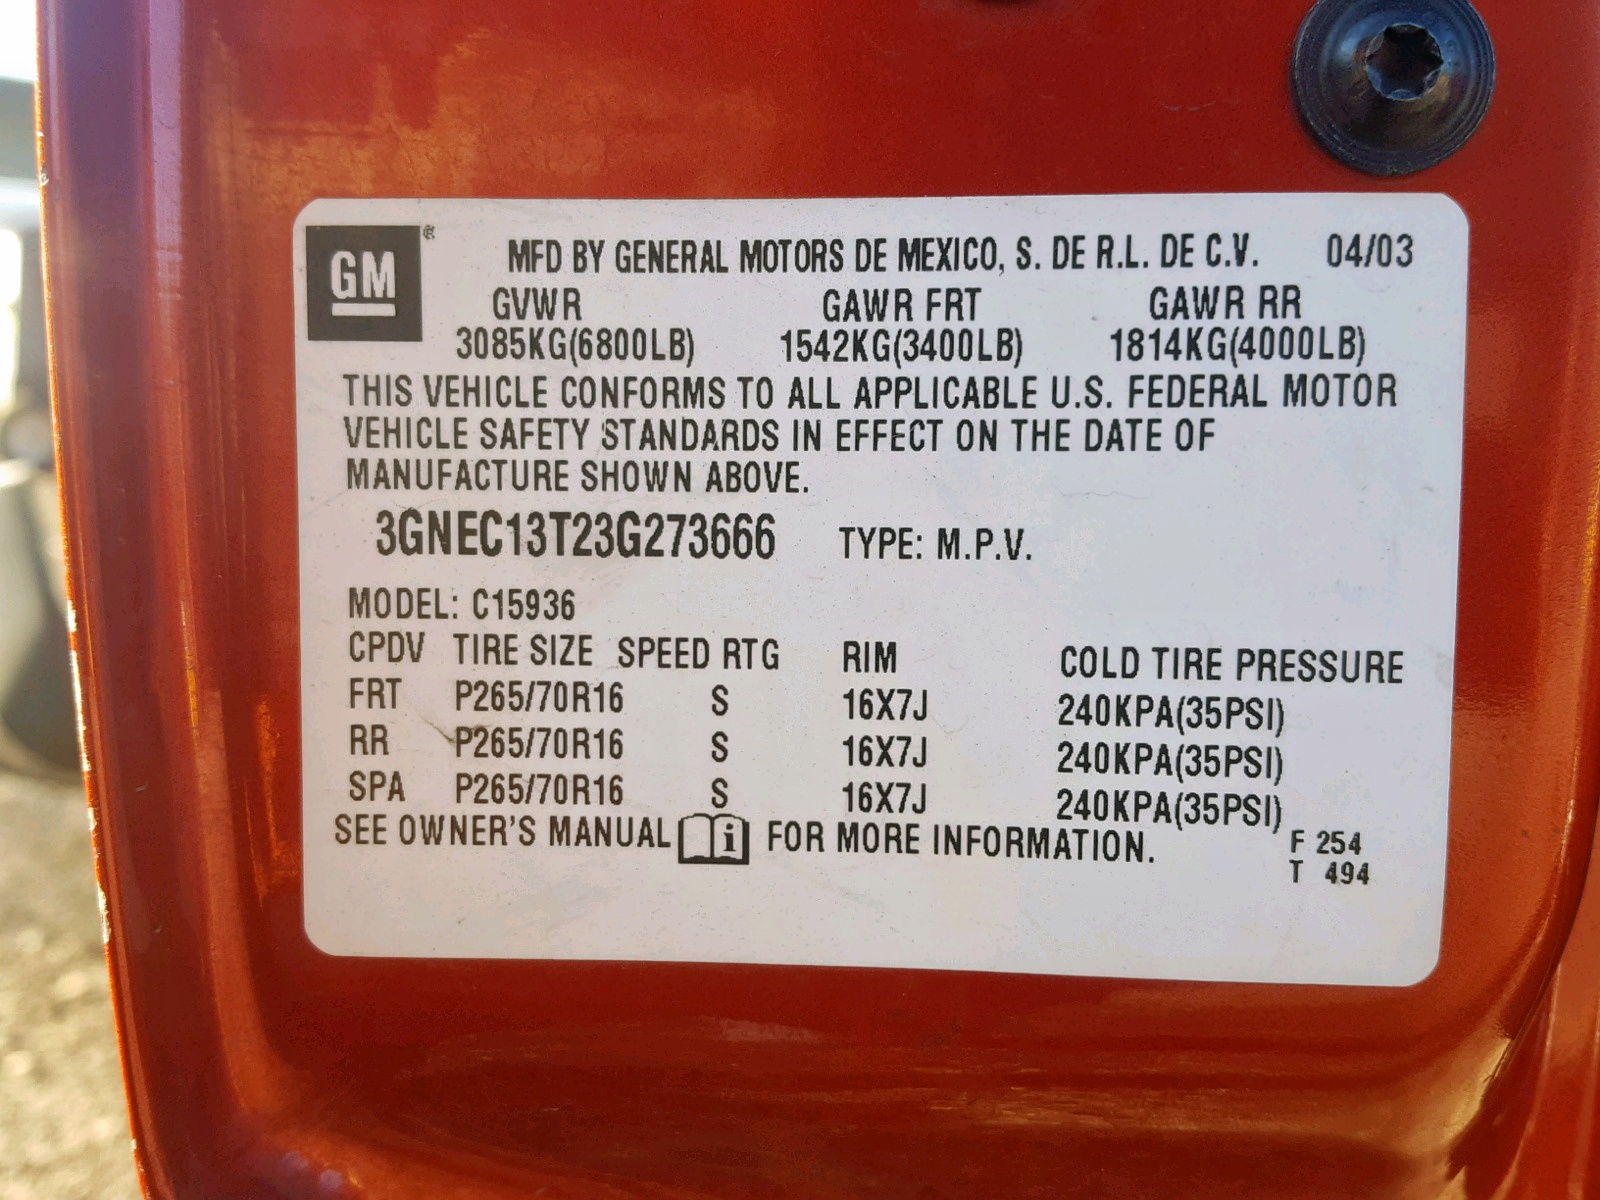 GM MFD BY GENERAL MOTORS DE MEXICO, S. DE R.L. DE C.V. 04/03
GVWR GAWR FRT GAWR RR
3085KG(6800LB) 1542KG(3400LB) 1814KG(4000LB)
THIS VEHICLE CONFORMS TO ALL APPLICABLE U.S. FEDERAL MOTOR
VEHICLE SAFETY STANDARDS IN EFFECT ON THE DATE OF
MANUFACTURE SHOWN ABOVE.
3GNEC13T23G273666 TYPE: M.P.V.
MODEL: C15936
CPDV TIRE SIZE SPEED RTG RIM COLD TIRE PRESSURE
FRT P265/70R16 S 16X7J 240KPA(35PSI)
RR P265/70R16 S 16X7J 240KPA(35PSI)
SPA P265/70R16 S 16X7J 240KPA(35PSI)
SEE OWNER'S MANUAL i FOR MORE INFORMATION.
F 254
T 494